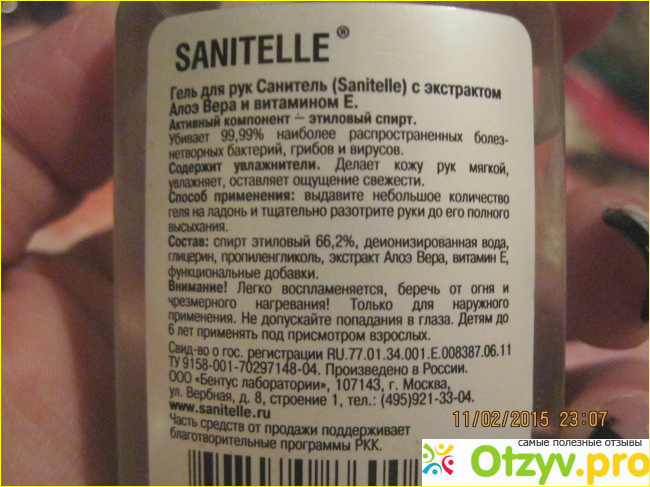 SANITELLE®
Гель для рук Санитель (Sanitelle) с экстрактом
Алоэ Вера и витамином Е.
Активный компонент – этиловый спирт.
Убивает 99,99% наиболее распространенных болез-
нетворных бактерий, грибов и вирусов.
Содержит увлажнители. Делает кожу рук мягкой,
увлажняет, оставляет ощущение свежести.
Способ применения: выдавите небольшое количество
геля на ладонь и тщательно разотрите руки до его полного
высыхания.
Состав: спирт этиловый 66,2%, деионизированная вода,
глицерин, пропиленгликоль, экстракт Алоэ Вера, витамин Е,
функциональные добавки.
Внимание! Легко воспламеняется, беречь от огня и
чрезмерного нагревания! Только для наружного
применения. Не допускайте попадания в глаза. Детям до
6 лет применять под присмотром взрослых.
Свид-во о гос. регистрации RU.77.01.34.001.Е.008387.06.11
ТУ 9158-001-70297148-04. Произведено в России.
ООО «Бентус лаборатории», 107143, г. Москва,
ул. Вербная, д. 8, строение 1, тел.: (495)921-33-04.
www.sanitelle.ru
Часть средств от продажи поддерживает
благотворительные программы РКК.
11/02/2015 23:07
самые полезные отзывы
Otzyv.pro